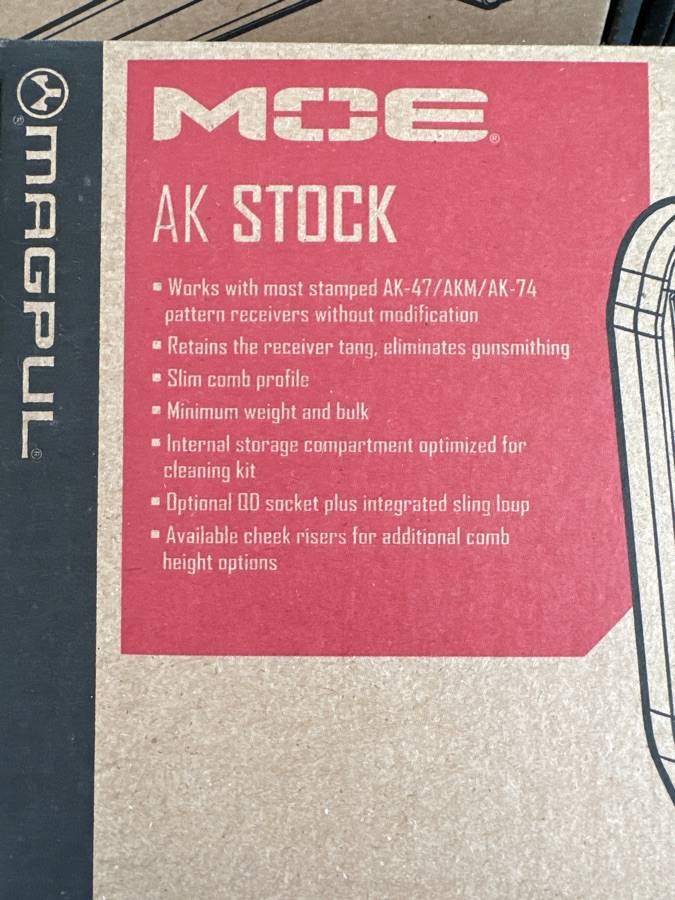 MAGPUL®
MOE®
AK STOCK
▪ Works with most stamped AK-47/AKM/AK-74
pattern receivers without modification
▪ Retains the receiver tang, eliminates gunsmithing
▪ Slim comb profile
▪ Minimum weight and bulk
▪ Internal storage compartment optimized for
cleaning kit
▪ Optional QD socket plus integrated sling loop
▪ Available cheek risers for additional comb
height options